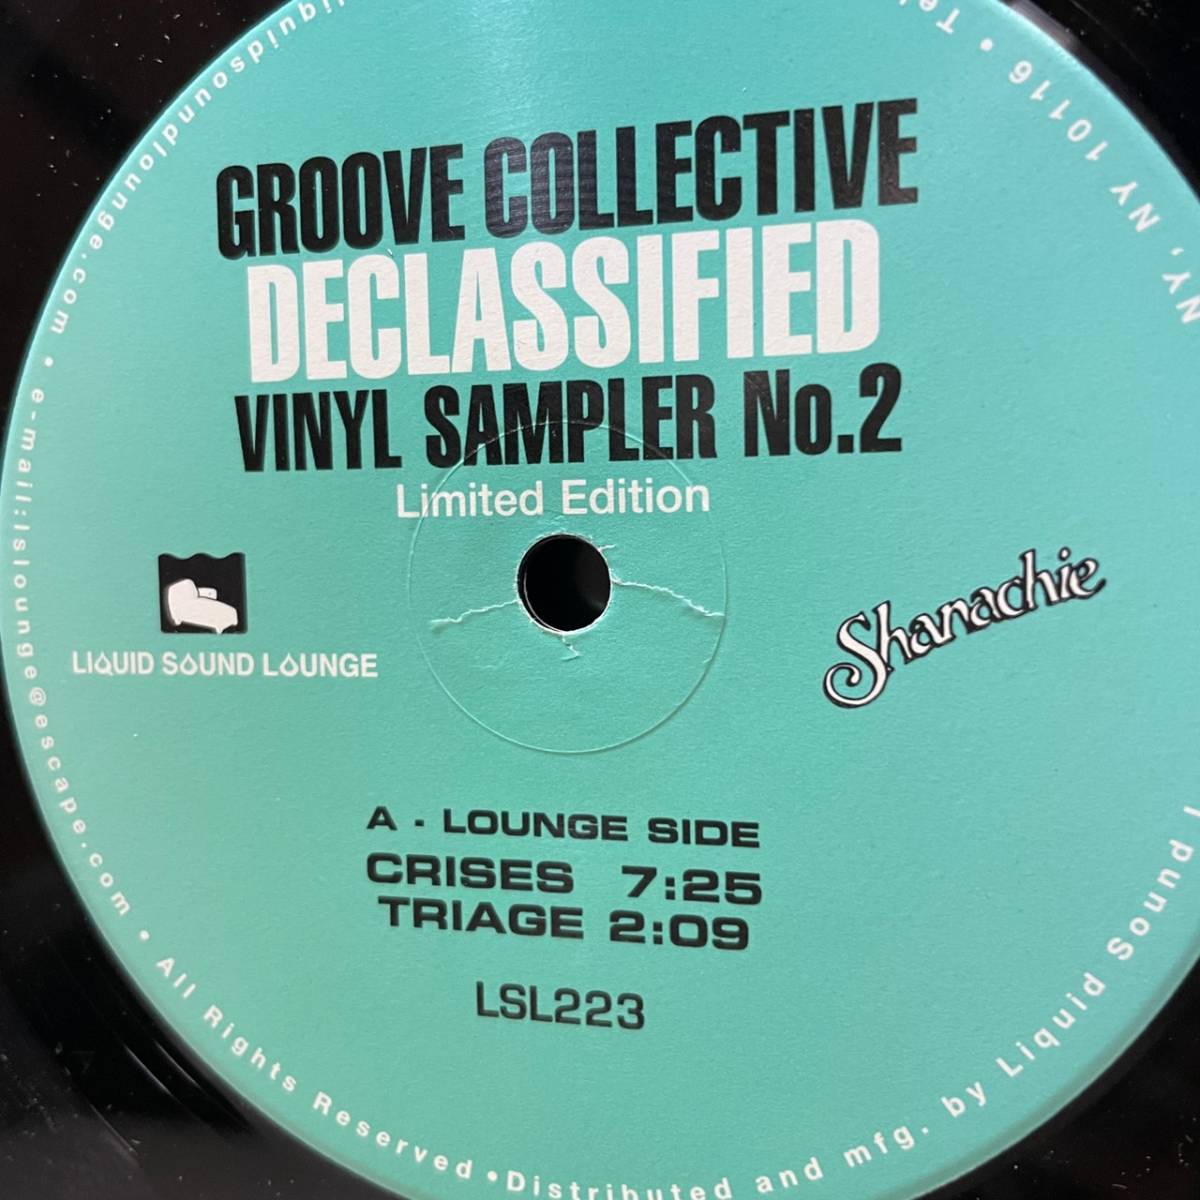 GROOVE COLLECTIVE
DECLASSIFIED
VINYL SAMPLER No.2
Limited Edition
LIQUID SOUND LOUNGE
Shanachie
A - LOUNGE SIDE
CRISES 7:25
TRIAGE 2:09
LSL223
liquidsoundlounge.com • e-mail:lslounge@escape.com • All Rights Reserved • Distributed and mfg. by Liquid Sound
NY, NY 10116 •